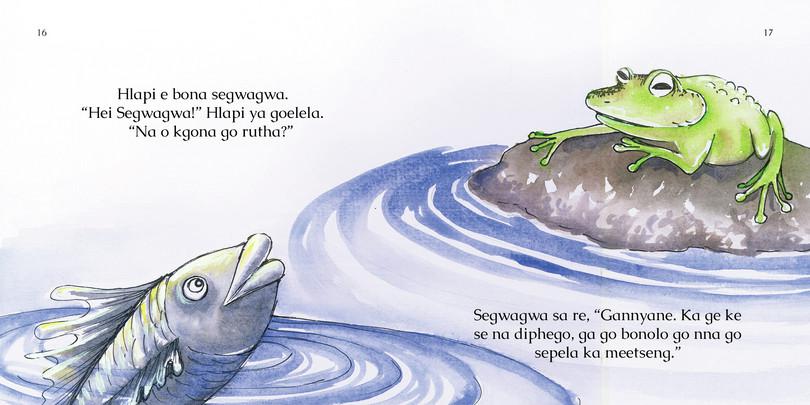 16
17
Hlapi e bona segwagwa.
“Hei Segwagwa!” Hlapi ya goelela.
“Na o kgona go rutha?”
Segwagwa sa re, “Gannyane. Ka ge ke
se na diphego, ga go bonolo go nna go
sepela ka meetseng.”